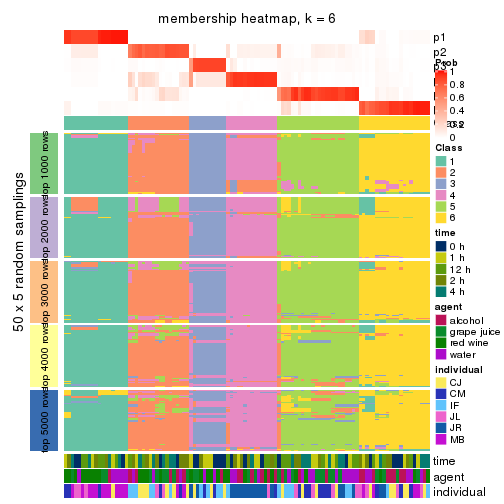 membership heatmap, k = 6
p1
p2
p3
Prob
1
0.8
0.6
0.4
0.2
0
Class
1
2
3
4
5
6
time
0 h
1 h
12 h
2 h
4 h
agent
alcohol
grape juice
red wine
water
individual
CJ
CM
IF
JL
JR
MB
50 x 5 random samplings
top 1000 rows
top 2000 rows
top 3000 rows
top 4000 rows
top 5000 rows
time
agent
individual